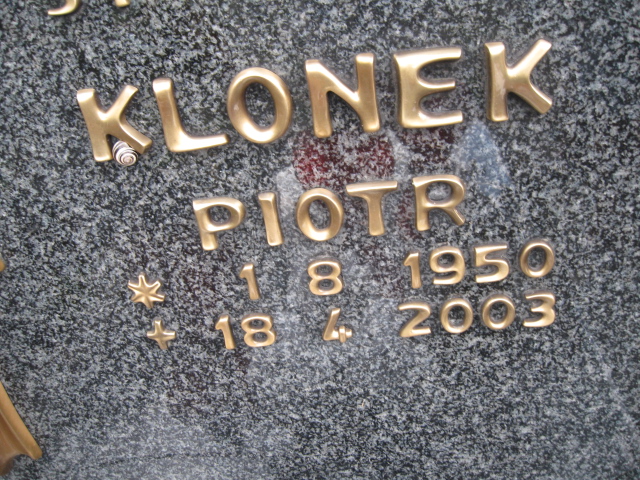 KLONEK
PIOTR
* 1 8 1950
+ 18 4 2003